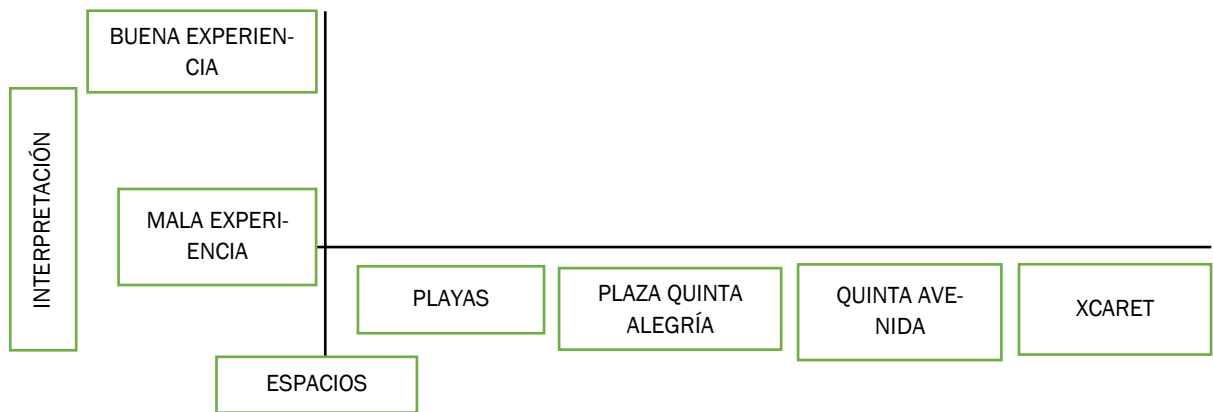 BUENA EXPERIEN-
CIA
INTERPRETACIÓN
MALA EXPERI-
ENCIA
PLAYAS
PLAZA QUINTA
ALEGRÍA
QUINTA AVE-
NIDA
XCARET
ESPACIOS